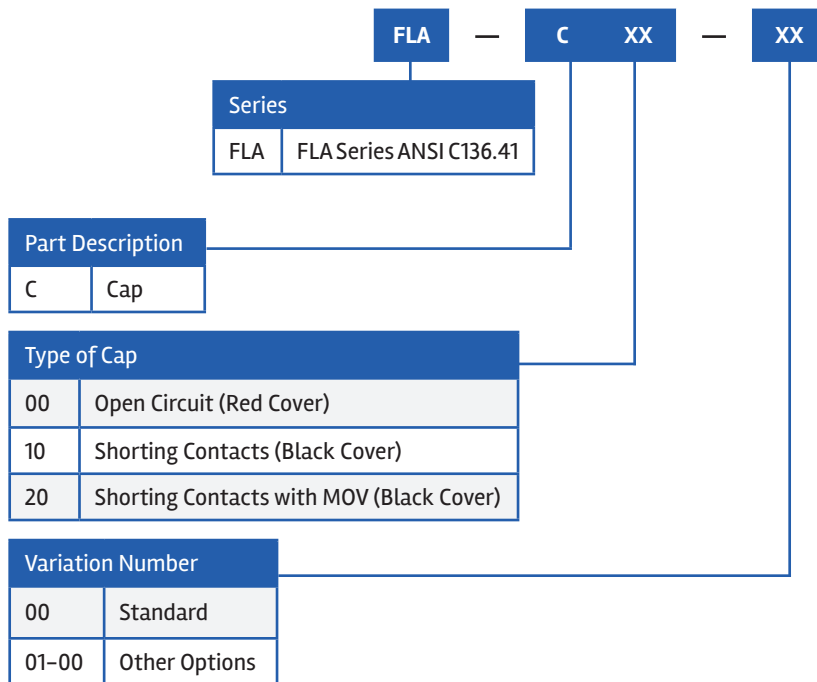 FLA — C XX — XX
Series
FLA FLA Series ANSI C136.41
Part Description
C Cap
Type of Cap
00 Open Circuit (Red Cover)
10 Shorting Contacts (Black Cover)
20 Shorting Contacts with MOV (Black Cover)
Variation Number
00 Standard
01-00 Other Options